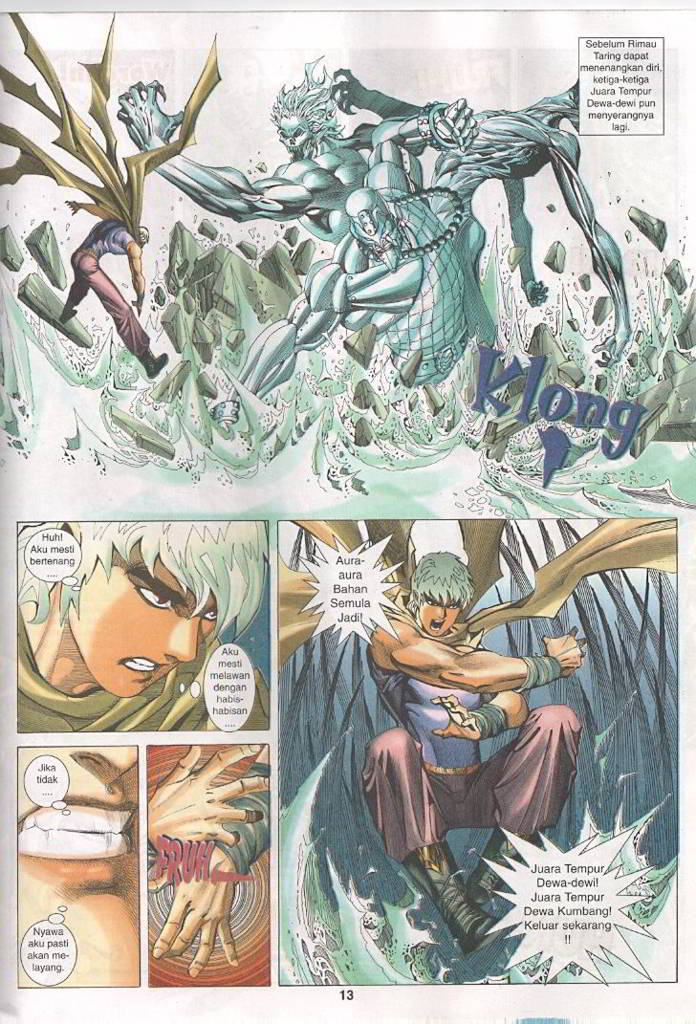 Sebelum Rimau
Taring dapat
menenangkan diri,
ketiga-ketiga
Juara Tempur
Dewa-dewi pun
menyerangnya
lagi.
Klong
Huh!
Aku mesti
bertenang
....
Aku
mesti
melawan
dengan
habis-
habisan
....
Aura-
aura
Bahan
Semula
Jadi!
Jika
tidak
....
Nyawa
aku pasti
akan me-
layang.
FRUH
Juara Tempur
Dewa-dewi!
Juara Tempur
Dewa Kumbang!
Keluar sekarang
!!
13